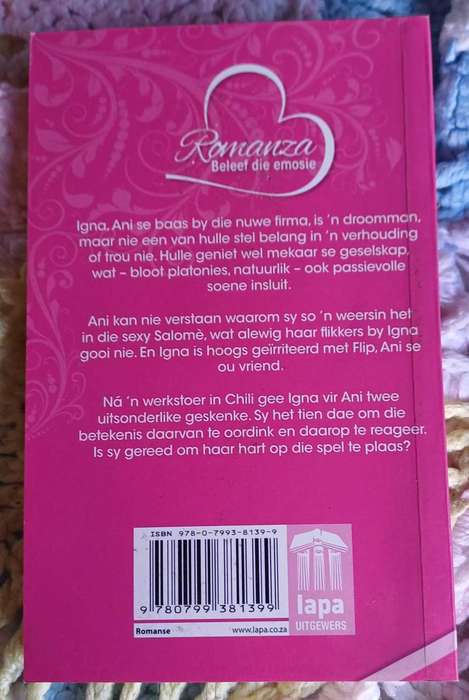 Romanza
Beleef die emosie
Igna, Ani se baas by die nuwe firma, is 'n droomman,
maar nie een van hulle stel belang in 'n verhouding
of trou nie. Hulle geniet wel mekaar se geselskap,
wat – bloot platonies, natuurlik – ook passievolle
soene insluit.
Ani kan nie verstaan waarom sy so 'n weersin het
in die sexy Salomè, wat alewig haar flikkers by Igna
gooi nie. En Igna is hoogs geïrriteerd met Flip, Ani se
ou vriend.
Ná 'n werkstoer in Chili gee Igna vir Ani twee
uitsonderlike geskenke. Sy het tien dae om die
betekenis daarvan te oordink en daarop te reageer.
Is sy gereed om haar hart op die spel te plaas?
ISBN 978-0-7993-8139-9
9 780799 381399
Romanse www.lapa.co.za
lapa
UITGEWERS